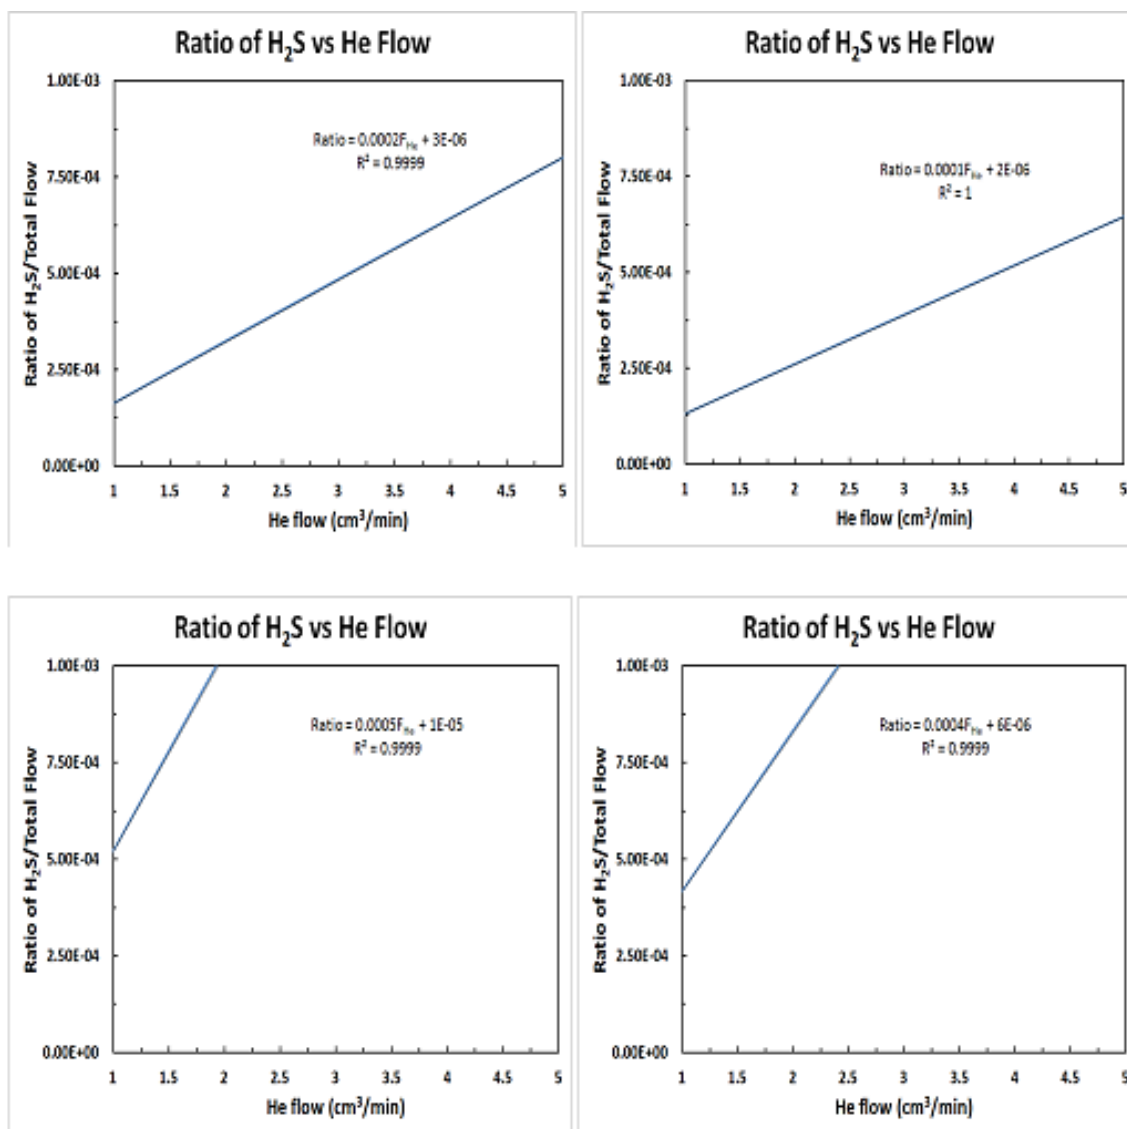 Ratio of H₂S vs He Flow
Ratio of H₂S/Total Flow
1.00E-03
7.50E-04
5.00E-04
2.50E-04
0.00E+00
Ratio = 0.0002F_He + 3E-06
R² = 0.9999
1 1.5 2 2.5 3 3.5 4 4.5 5
He flow (cm³/min)
Ratio of H₂S vs He Flow
Ratio of H₂S/Total Flow
1.00E-03
7.50E-04
5.00E-04
2.50E-04
0.00E+00
Ratio = 0.0001F_He + 2E-06
R² = 1
1 1.5 2 2.5 3 3.5 4 4.5 5
He flow (cm³/min)
Ratio of H₂S vs He Flow
Ratio of H₂S/Total Flow
1.00E-03
7.50E-04
5.00E-04
2.50E-04
0.00E+00
Ratio = 0.0005F_He + 1E-05
R² = 0.9999
1 1.5 2 2.5 3 3.5 4 4.5 5
He flow (cm³/min)
Ratio of H₂S vs He Flow
Ratio of H₂S/Total Flow
1.00E-03
7.50E-04
5.00E-04
2.50E-04
0.00E+00
Ratio = 0.0004F_He + 6E-06
R² = 0.9999
1 1.5 2 2.5 3 3.5 4 4.5 5
He flow (cm³/min)